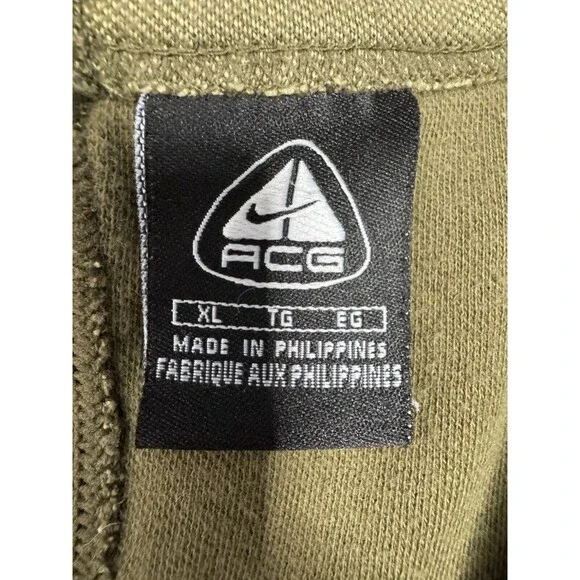 ACG
XL TG EG
MADE IN PHILIPPINES
FABRIQUE AUX PHILIPPINES